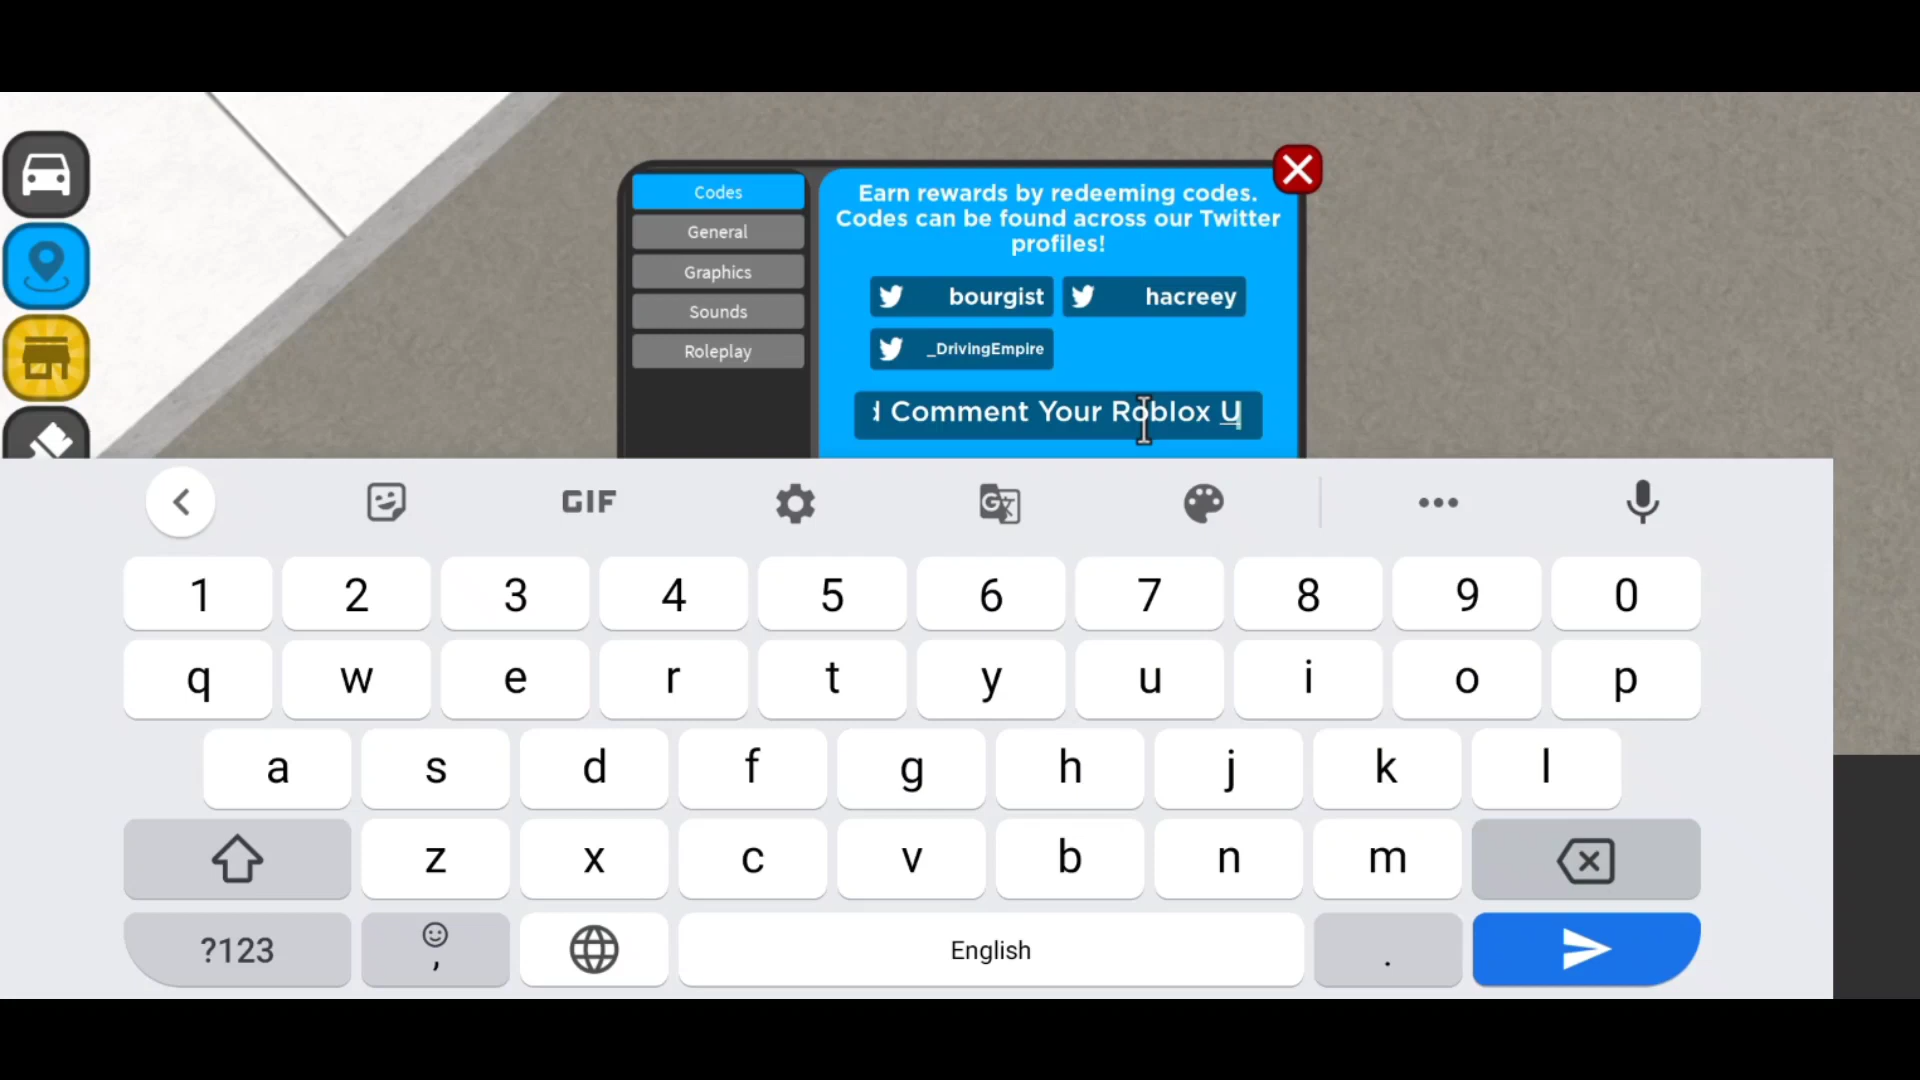 Codes
General
Graphics
Sounds
Roleplay
Earn rewards by redeeming codes.
Codes can be found across our Twitter
profiles!
bourgist
hacreey
_DrivingEmpire
Comment Your Roblox U
GIF
G
1 2 3 4 5 6 7 8 9 0
q w e r t y u i o p
a s d f g h j k l
z x c v b n m
?123 , English .